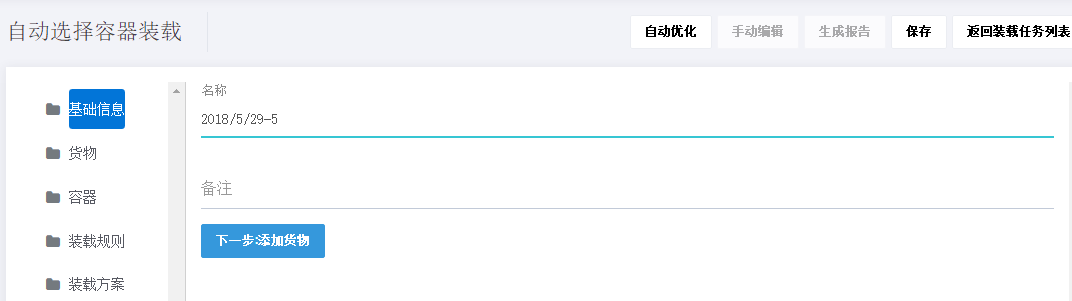 自动选择容器装载
自动优化 手动编辑 生成报告 保存 返回装载任务列表
基础信息
货物
容器
装载规则
装载方案
名称
2018/5/29-5
备注
下一步:添加货物